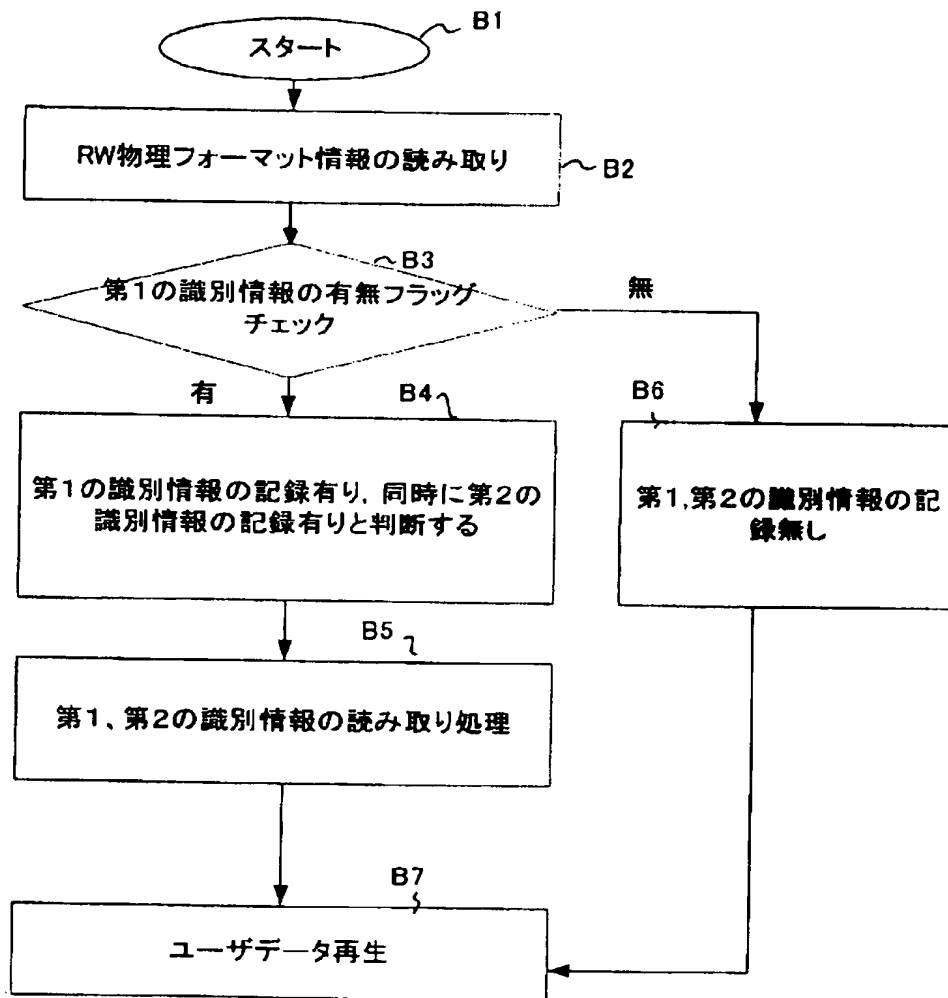 B1
スタート
RW物理フォーマット情報の読み取り
B2
B3
第1の識別情報の有無フラッグ
チェック
無
有
B4
第1の識別情報の記録有り, 同時に第2の
識別情報の記録有りと判断する
B6
第1,第2の識別情報の記
録無し
B5
第1、第2の識別情報の読み取り処理
B7
ユーザデータ再生